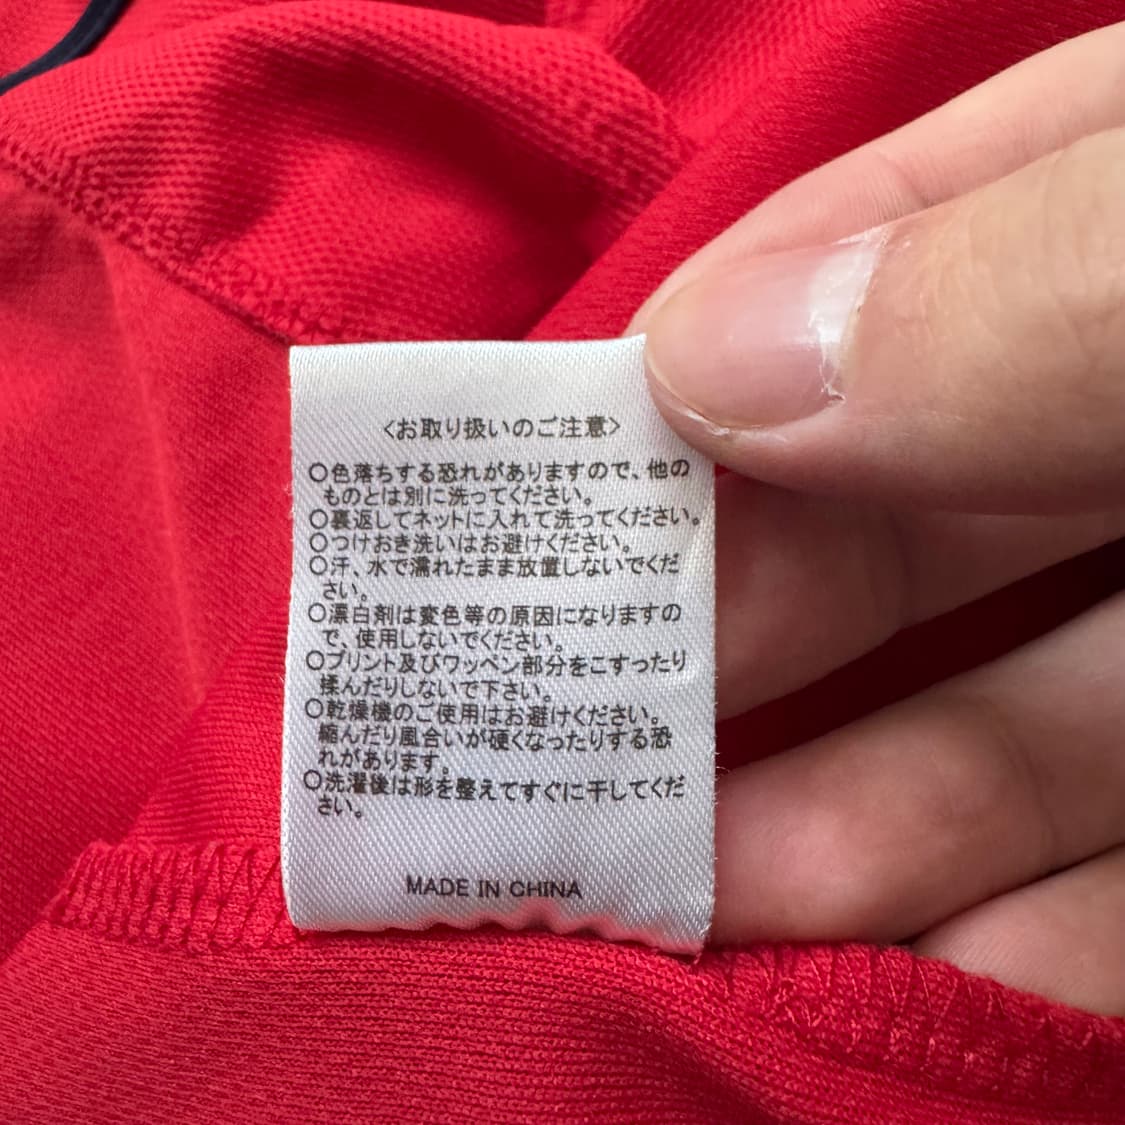 〈お取り扱いのご注意〉
○色落ちする恐れがありますので、他の
ものとは別に洗ってください。
○裏返してネットに入れて洗ってください。
○つけおき洗いはお避けください。
○汗、水で濡れたまま放置しないでくだ
さい。
○漂白剤は変色等の原因になりますの
で、使用しないでください。
○プリント及びワッペン部分をこすったり
揉んだりしないで下さい。
○乾燥機のご使用はお避けください。
縮んだり風合いが硬くなったりする恐
れがあります。
○洗濯後は形を整えてすぐに干してくだ
さい。
MADE IN CHINA